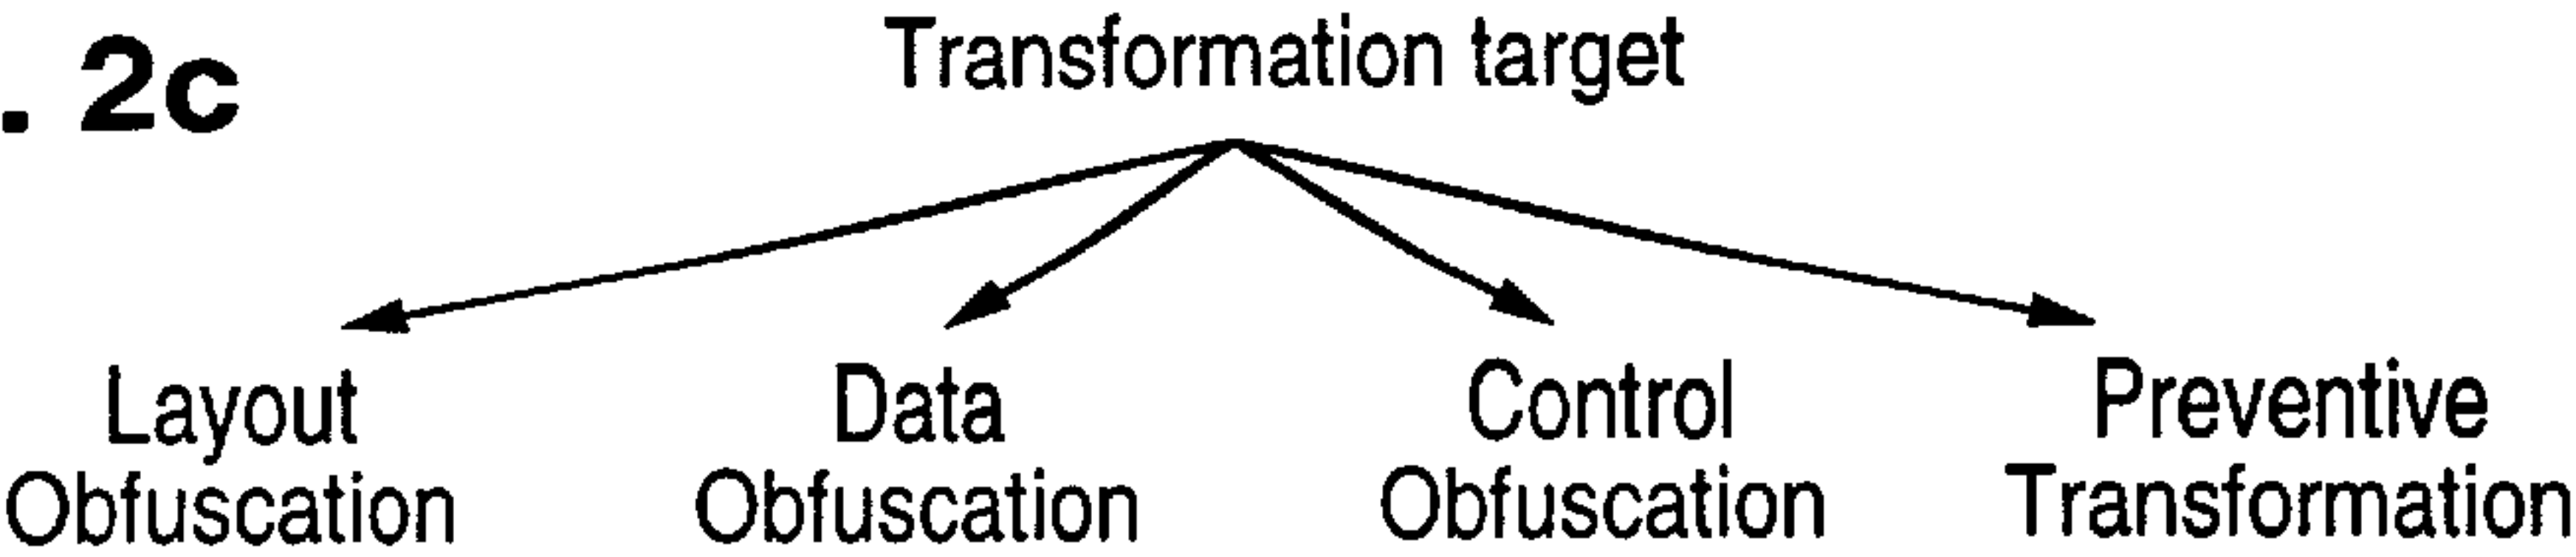 . 2c
Transformation target
Layout
Obfuscation
Data
Obfuscation
Control
Obfuscation
Preventive
Transformation